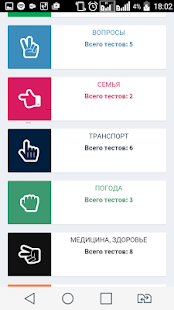 4% 18:02
ВОПРОСЫ
Всего тестов: 5
СЕМЬЯ
Всего тестов: 2
ТРАНСПОРТ
Всего тестов: 6
ПОГОДА
Всего тестов: 3
МЕДИЦИНА, ЗДОРОВЬЕ
Всего тестов: 8